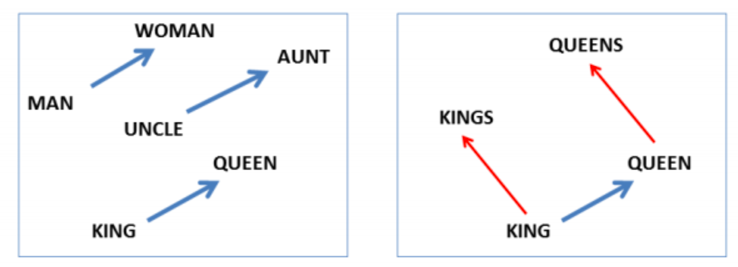 WOMAN
AUNT
MAN
UNCLE
QUEEN
KING
QUEENS
KINGS
QUEEN
KING